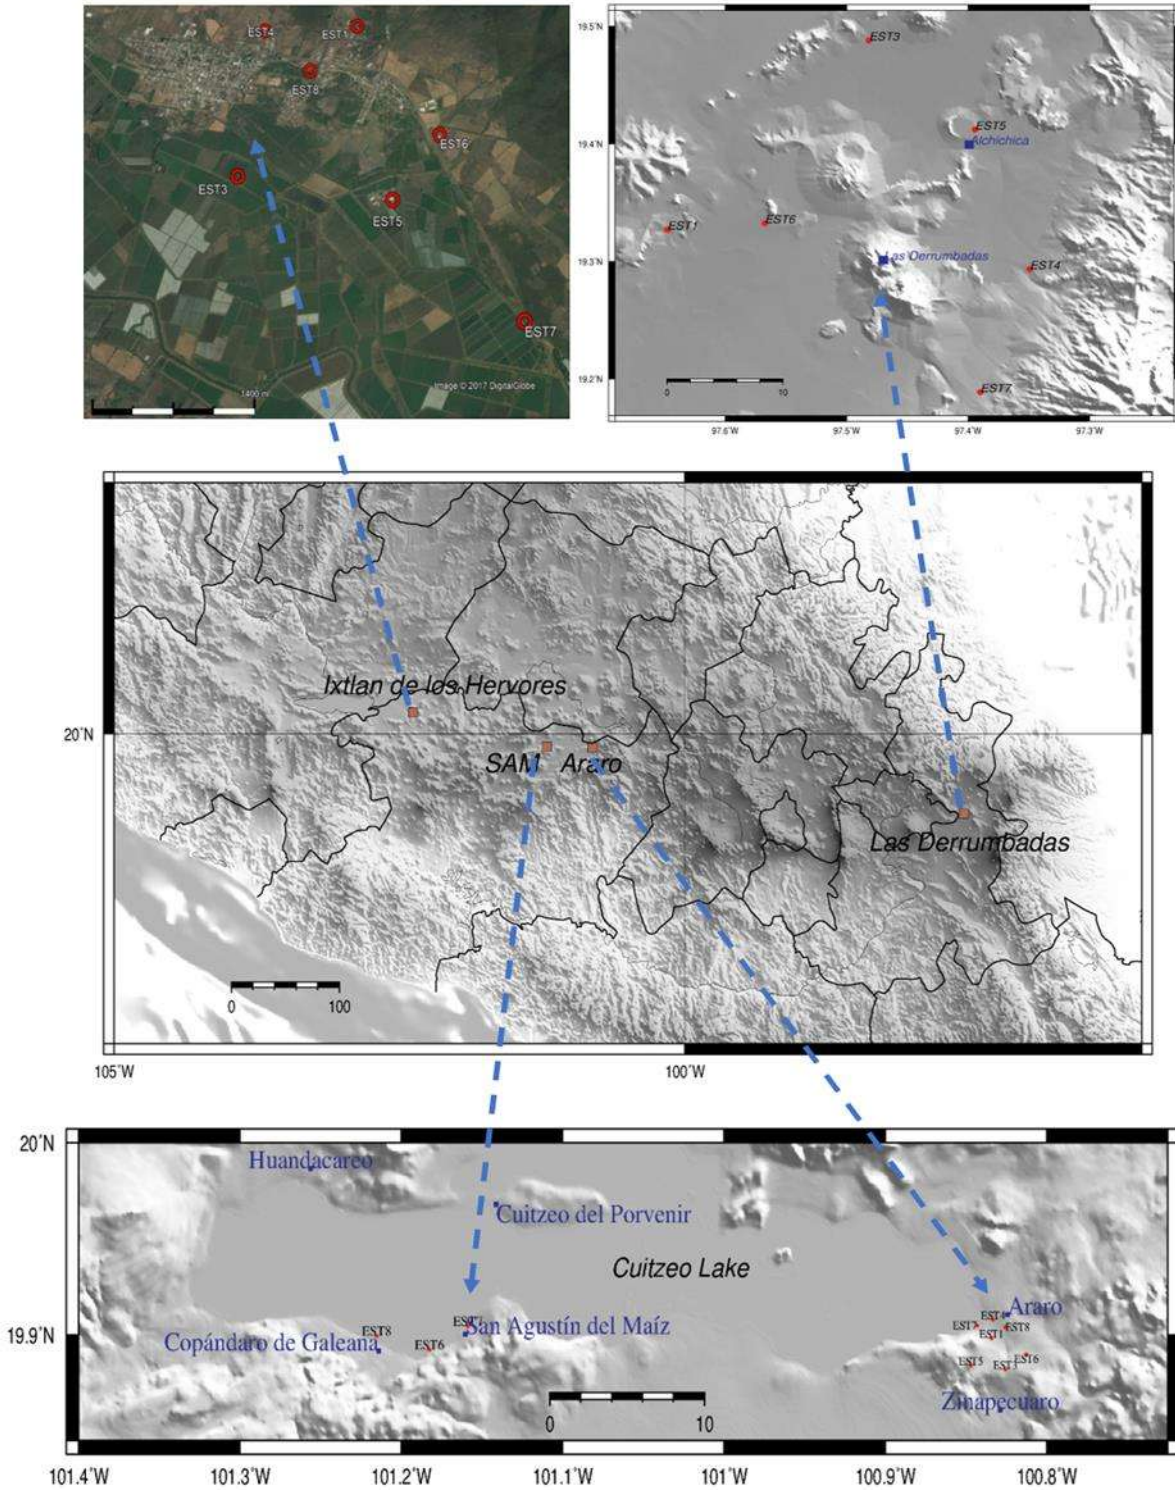 EST4
EST8
EST6
EST3
EST5
EST7
1400 m
Image © 2017 DigitalGlobe
19.5˚N
19.4˚N
19.3˚N
19.2˚N
EST3
EST5
Alchichica
EST1
EST6
Las Derrumbadas
EST4
EST7
0
10
97.6˚W
97.5˚W
97.4˚W
97.3˚W
Ixtlan de los Hervores
20˚N
SAM
Araro
Las Derrumbadas
0
100
105˚W
100˚W
20˚N
Huandacareo
Cuitzeo del Porvenir
Cuitzeo Lake
19.9˚N
EST8
Copándaro de Galeana
EST6
San Agustín del Maíz
EST4
Araro
EST7
EST8
EST1
EST5
EST6
Zinapecuaro
0
10
101.4˚W
101.3˚W
101.2˚W
101.1˚W
101˚W
100.9˚W
100.8˚W